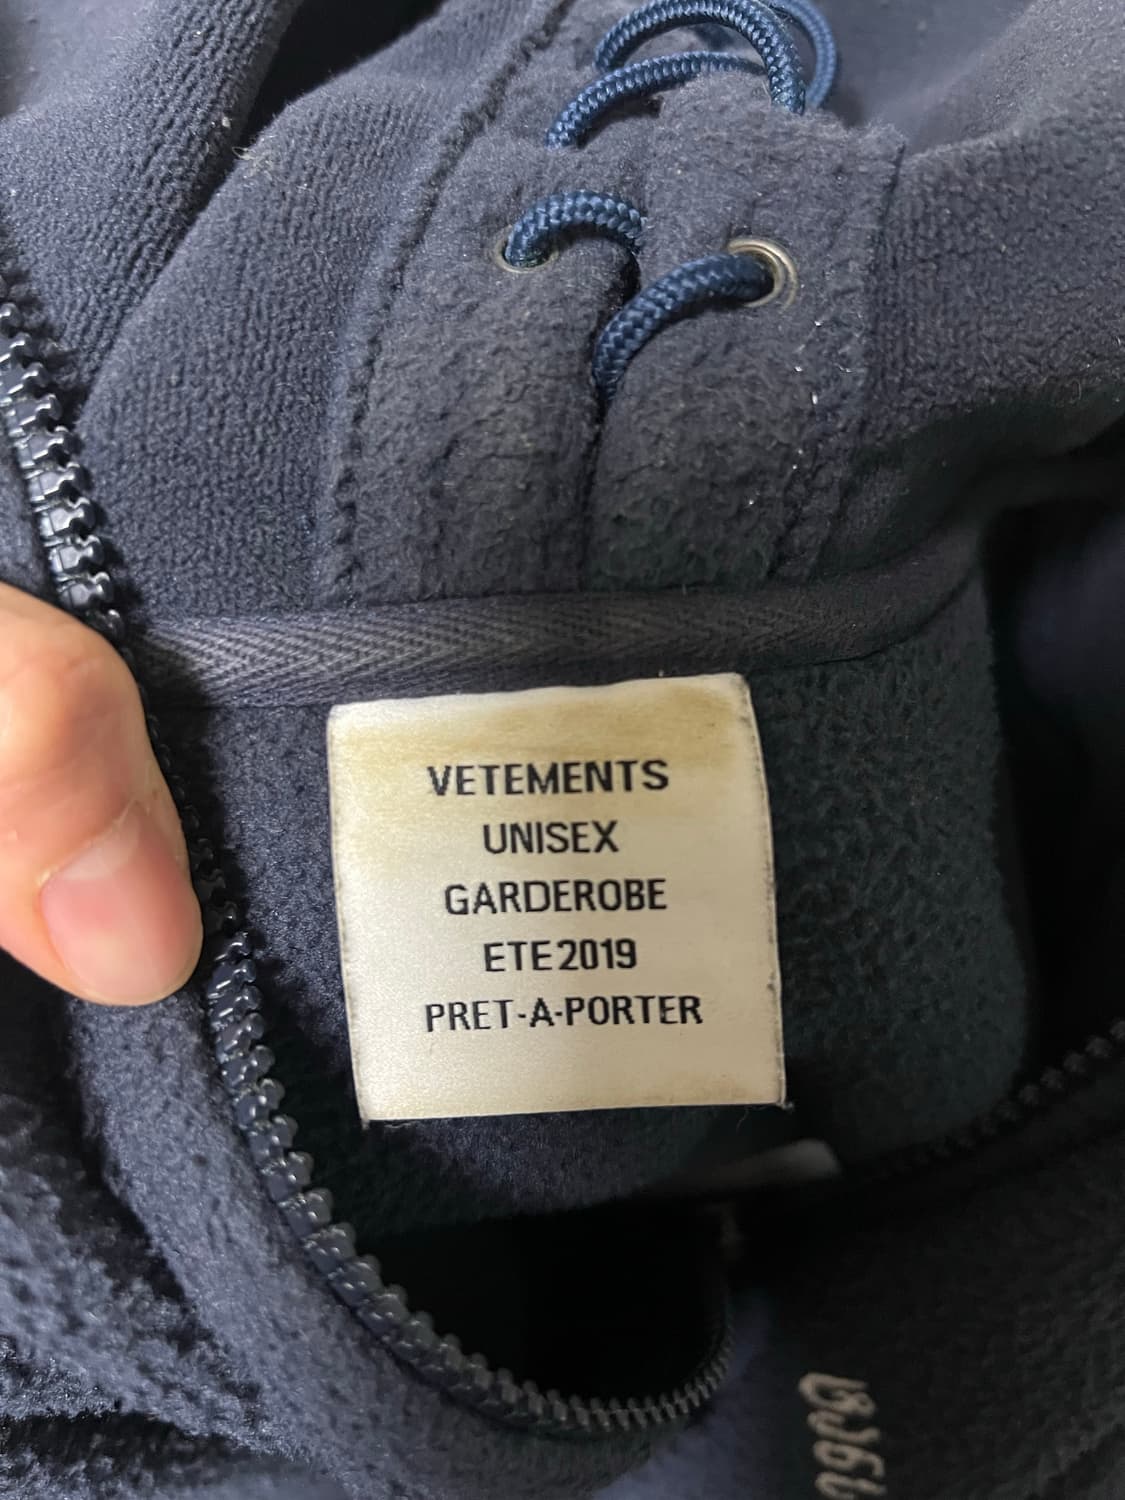 VETEMENTS
UNISEX
GARDEROBE
ETE2019
PRET-A-PORTER